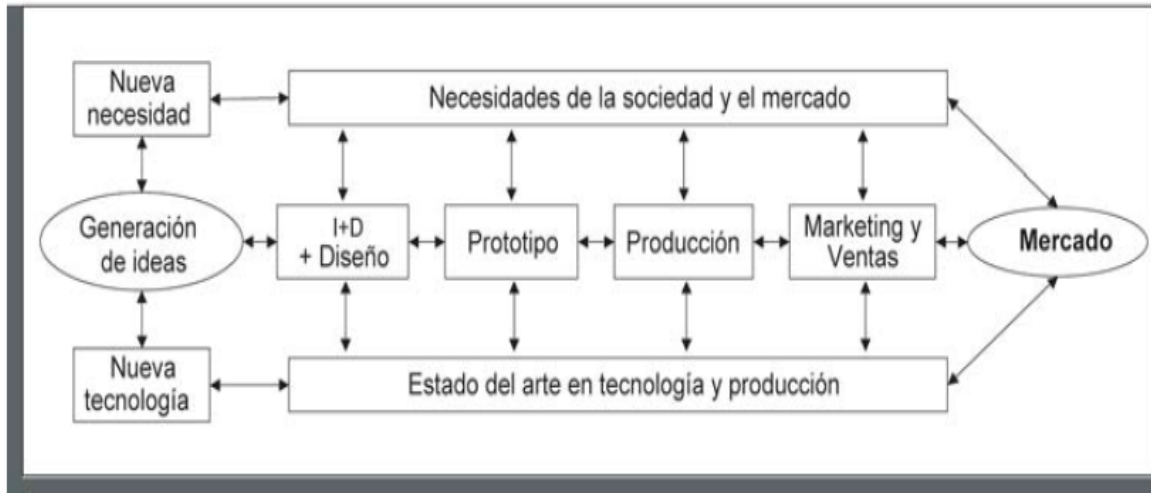 Nueva
necesidad
Necesidades de la sociedad y el mercado
Generación
de ideas
I+D
+ Diseño
Prototipo
Producción
Marketing y
Ventas
Mercado
Nueva
tecnología
Estado del arte en tecnología y producción